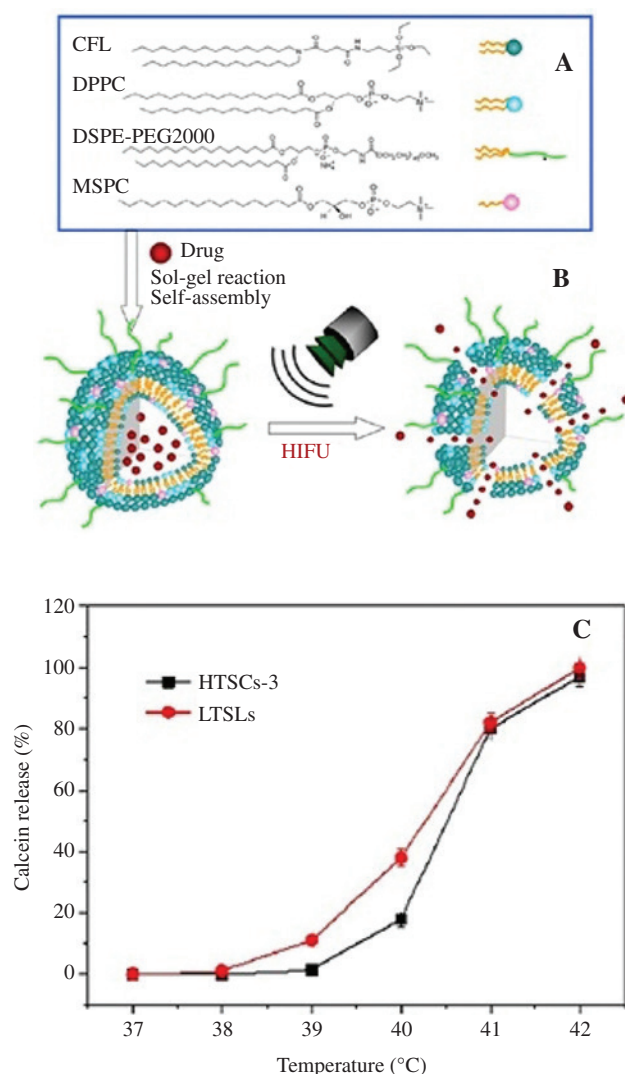 CFL
A
DPPC
DSPE-PEG2000
MSPC
Drug
Sol-gel reaction
Self-assembly
B
HIFU
C
HTSCs-3
LTSLs
Calcein release (%)
120
100
80
60
40
20
0
37 38 39 40 41 42
Temperature (°C)